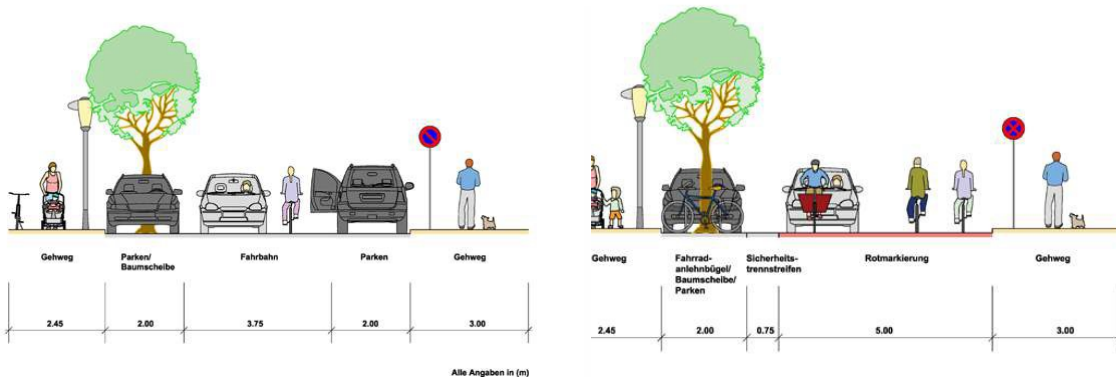 Gehweg
Parken/
Baumscheibe
Fahrbahn
Parken
Gehweg
2.45
2.00
3.75
2.00
3.00
Alle Angaben in (m)
Gehweg
Fahrrad-
anlehnbügel/
Baumscheibe/
Parken
Sicherheits-
trennstreifen
Rotmarkierung
Gehweg
2.45
2.00
0.75
5.00
3.00